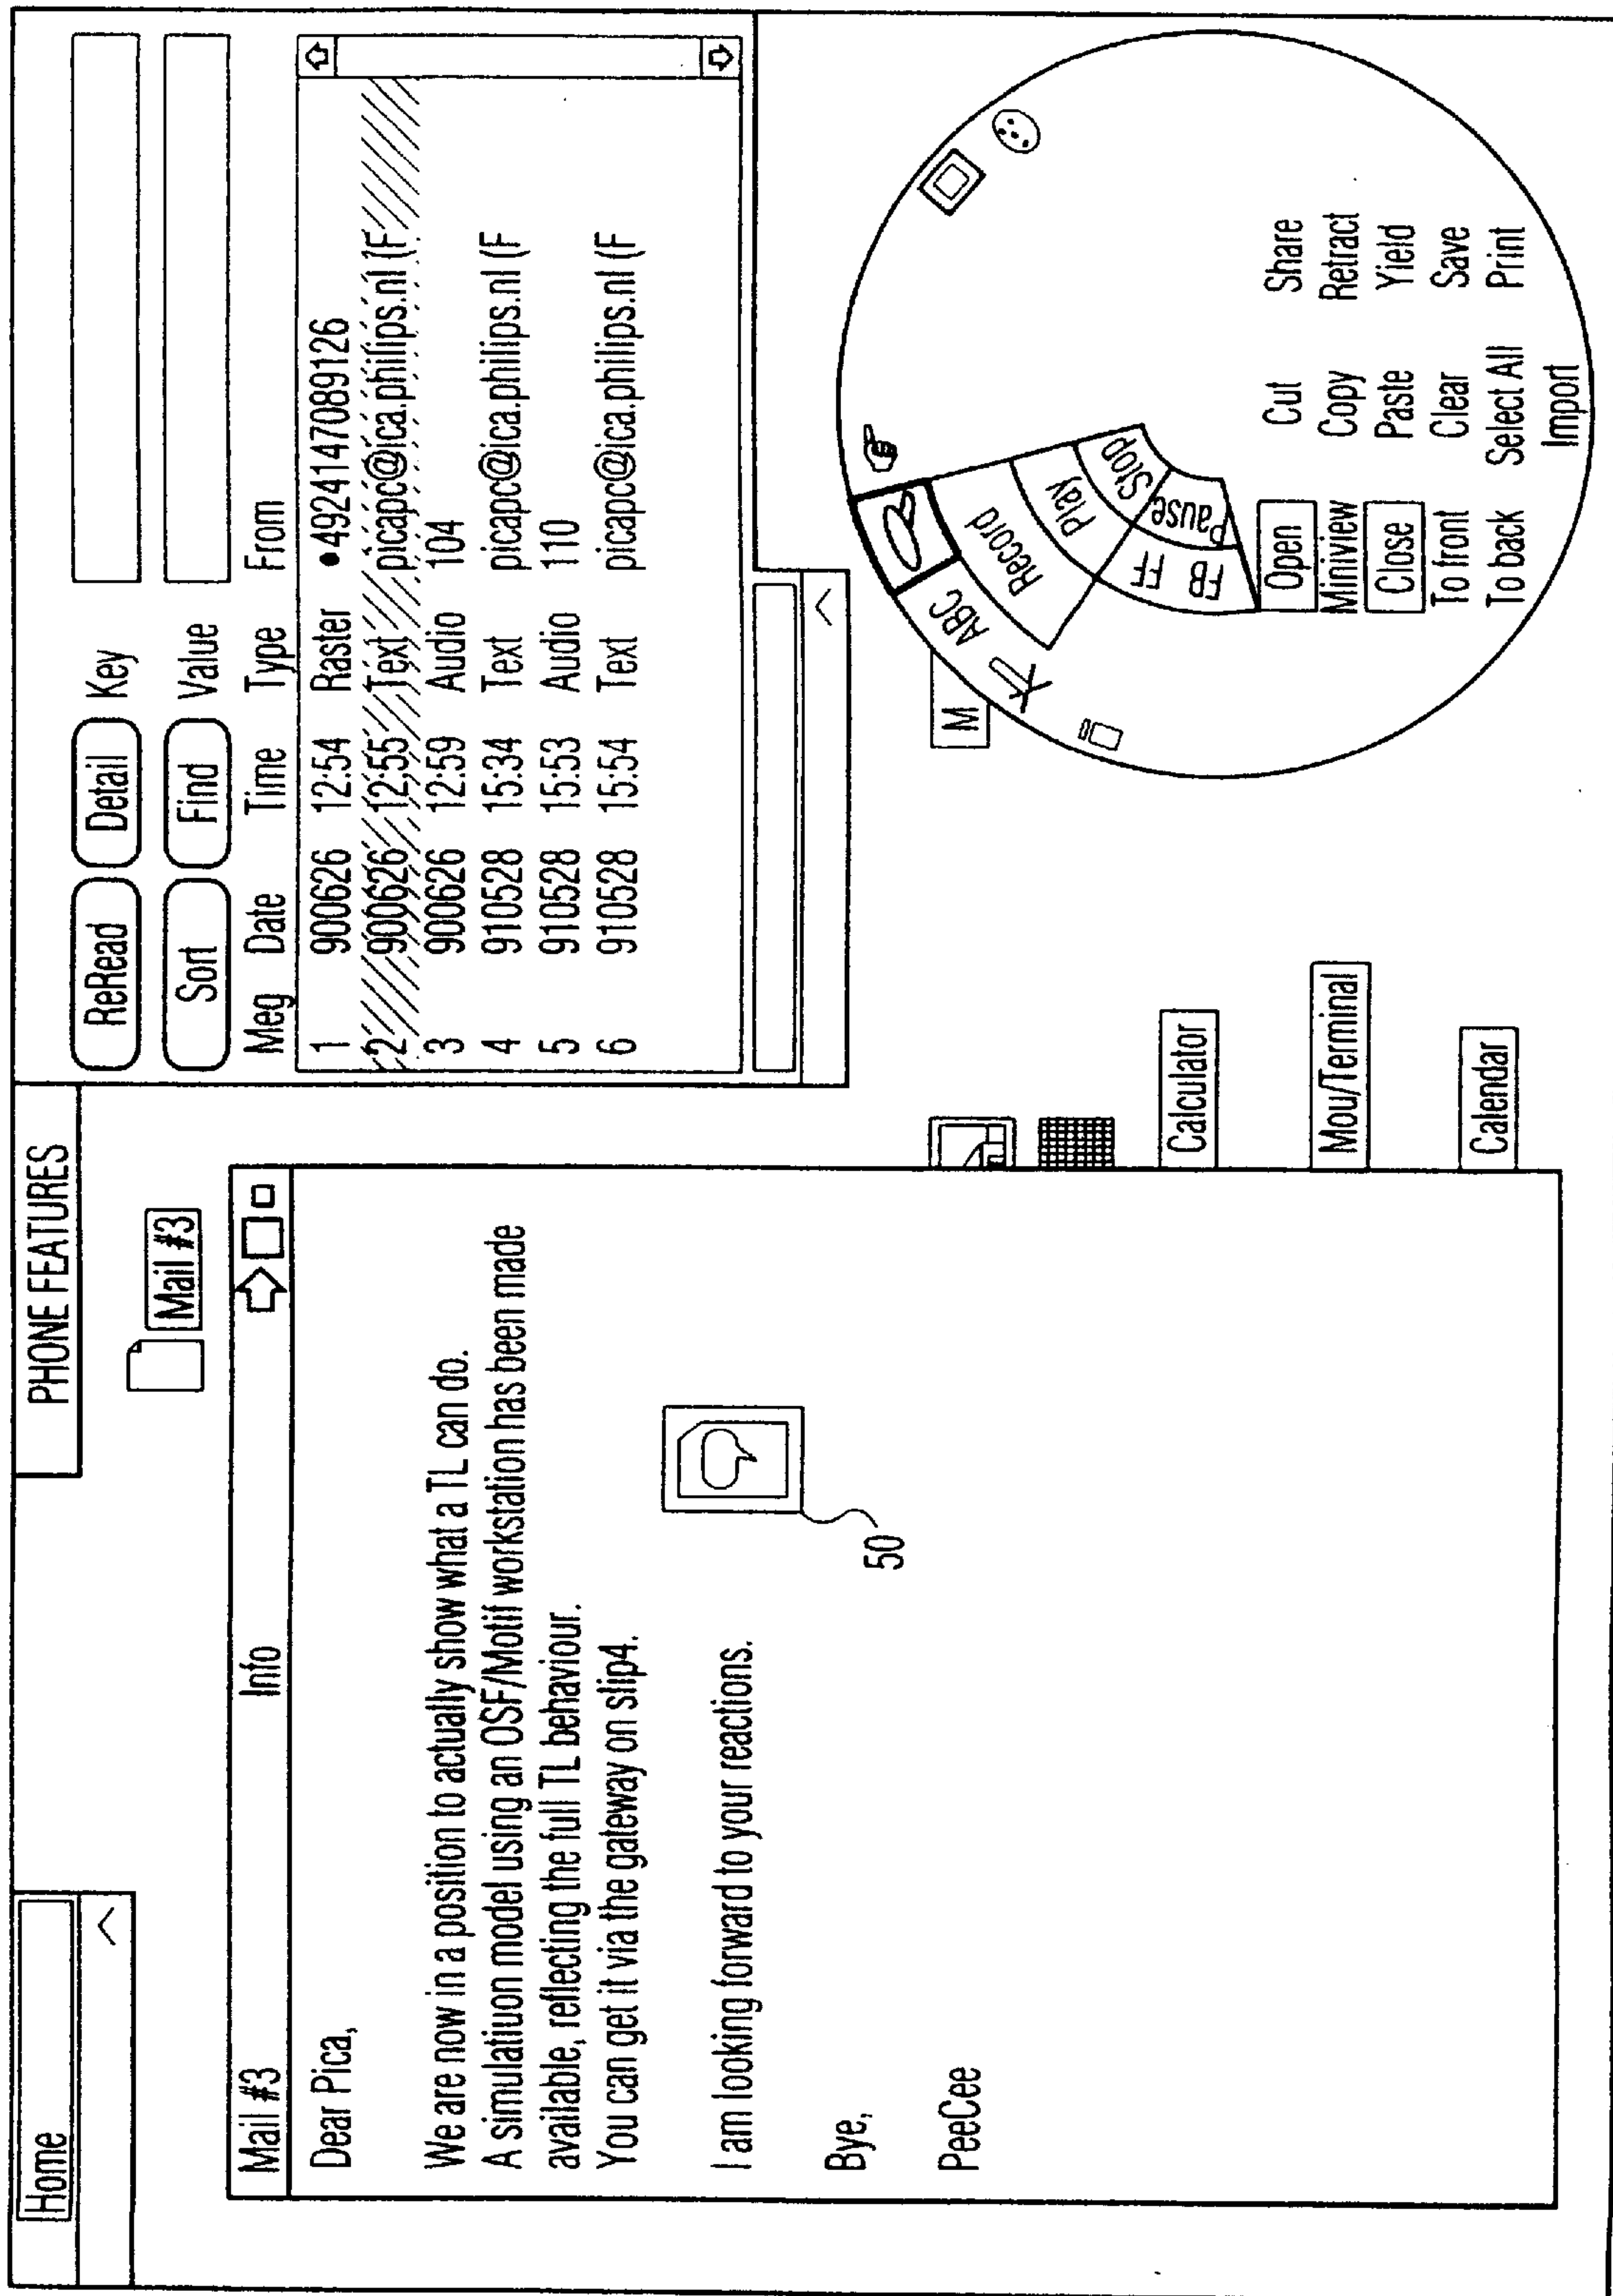 Home
PHONE FEATURES
Mail #3
Mail #3 Info
Dear Pica,
We are now in a position to actually show what a TL can do.
A simulatiuon model using an OSF/Motif workstation has been made
available, reflecting the full TL behaviour.
You can get it via the gateway on slip4.
I am looking forward to your reactions.
Bye,
PeeCee
50
ReRead Detail Key
Sort Find Value
Meg Date Time Type From
1 900626 12:54 Raster •4924147089126
2 900626 12:55 Text picapc@ica.philips.nl (F
3 900626 12:59 Audio 104
4 910528 15:34 Text picapc@ica.philips.nl (F
5 910528 15:53 Audio 110
6 910528 15:54 Text picapc@ica.philips.nl (F
M
ABC
Record
Play
Stop
Pause
FF
FB
Open Cut Share
Miniview Copy Retract
Close Paste Yield
To front Clear Save
To back Select All Print
Import
Calculator
Mou/Terminal
Calendar